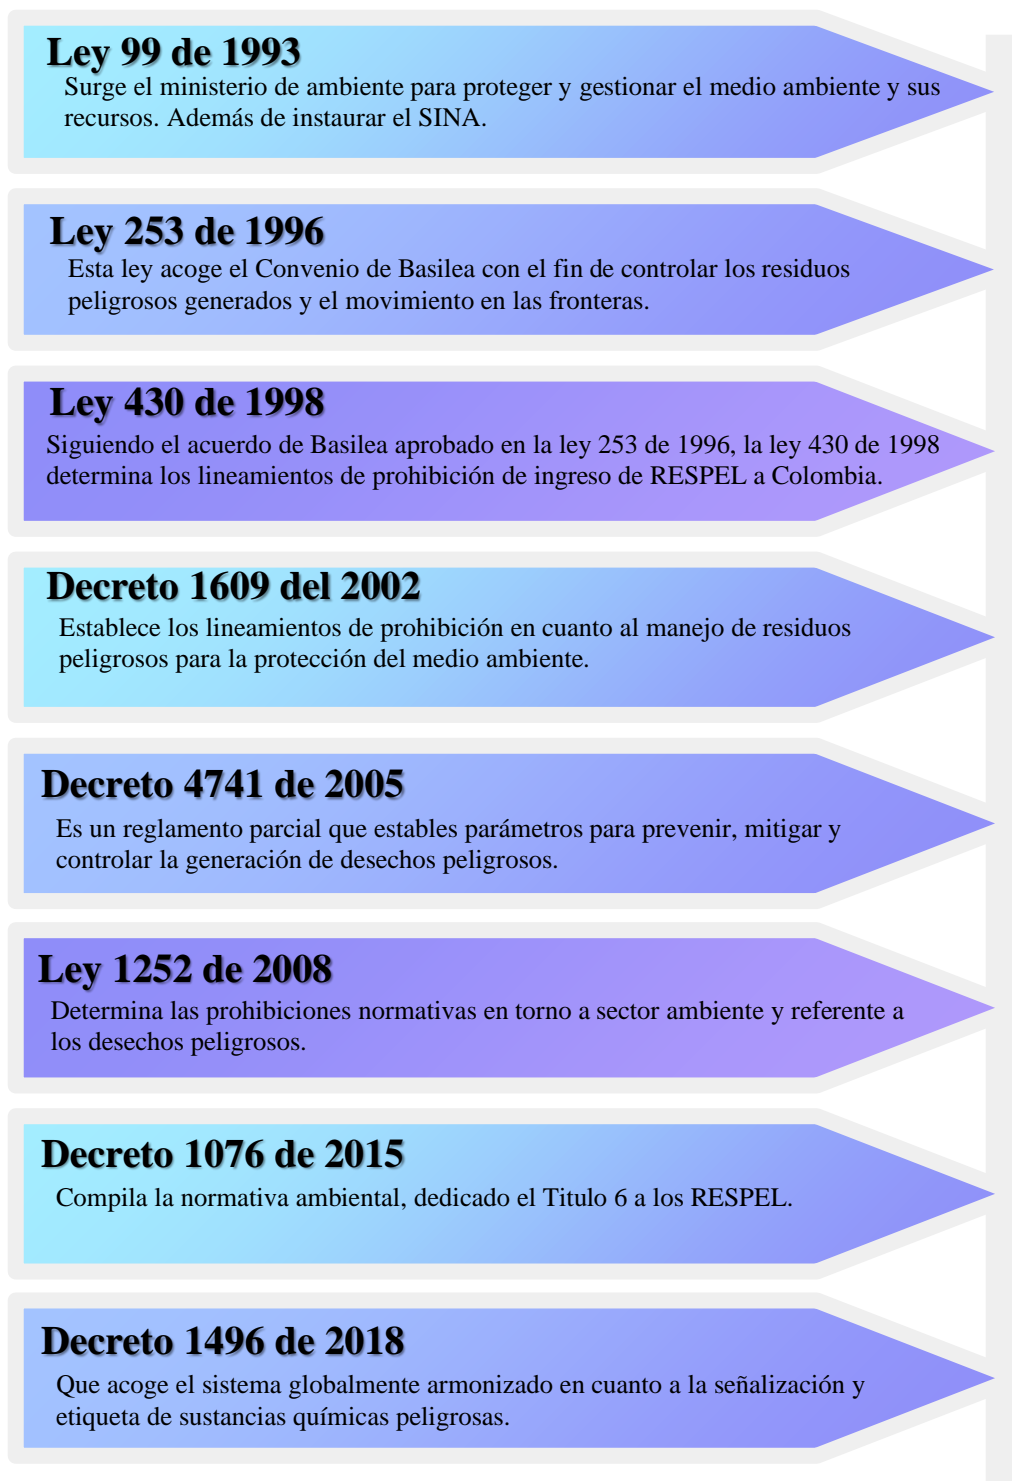 Ley 99 de 1993
Surge el ministerio de ambiente para proteger y gestionar el medio ambiente y sus
recursos. Además de instaurar el SINA.
Ley 253 de 1996
Esta ley acoge el Convenio de Basilea con el fin de controlar los residuos
peligrosos generados y el movimiento en las fronteras.
Ley 430 de 1998
Siguiendo el acuerdo de Basilea aprobado en la ley 253 de 1996, la ley 430 de 1998
determina los lineamientos de prohibición de ingreso de RESPEL a Colombia.
Decreto 1609 del 2002
Establece los lineamientos de prohibición en cuanto al manejo de residuos
peligrosos para la protección del medio ambiente.
Decreto 4741 de 2005
Es un reglamento parcial que estables parámetros para prevenir, mitigar y
controlar la generación de desechos peligrosos.
Ley 1252 de 2008
Determina las prohibiciones normativas en torno a sector ambiente y referente a
los desechos peligrosos.
Decreto 1076 de 2015
Compila la normativa ambiental, dedicado el Titulo 6 a los RESPEL.
Decreto 1496 de 2018
Que acoge el sistema globalmente armonizado en cuanto a la señalización y
etiqueta de sustancias químicas peligrosas.